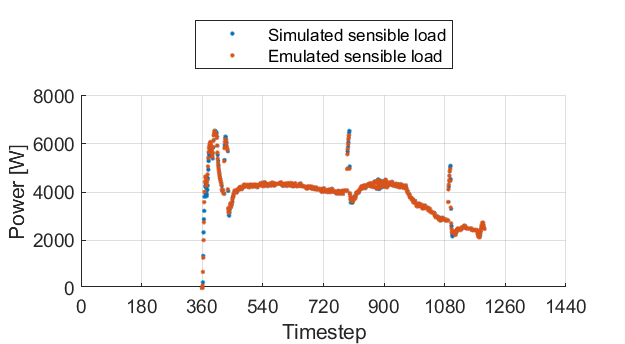 Simulated sensible load
Emulated sensible load
8000
6000
4000
2000
0
Power [W]
0 180 360 540 720 900 1080 1260 1440
Timestep